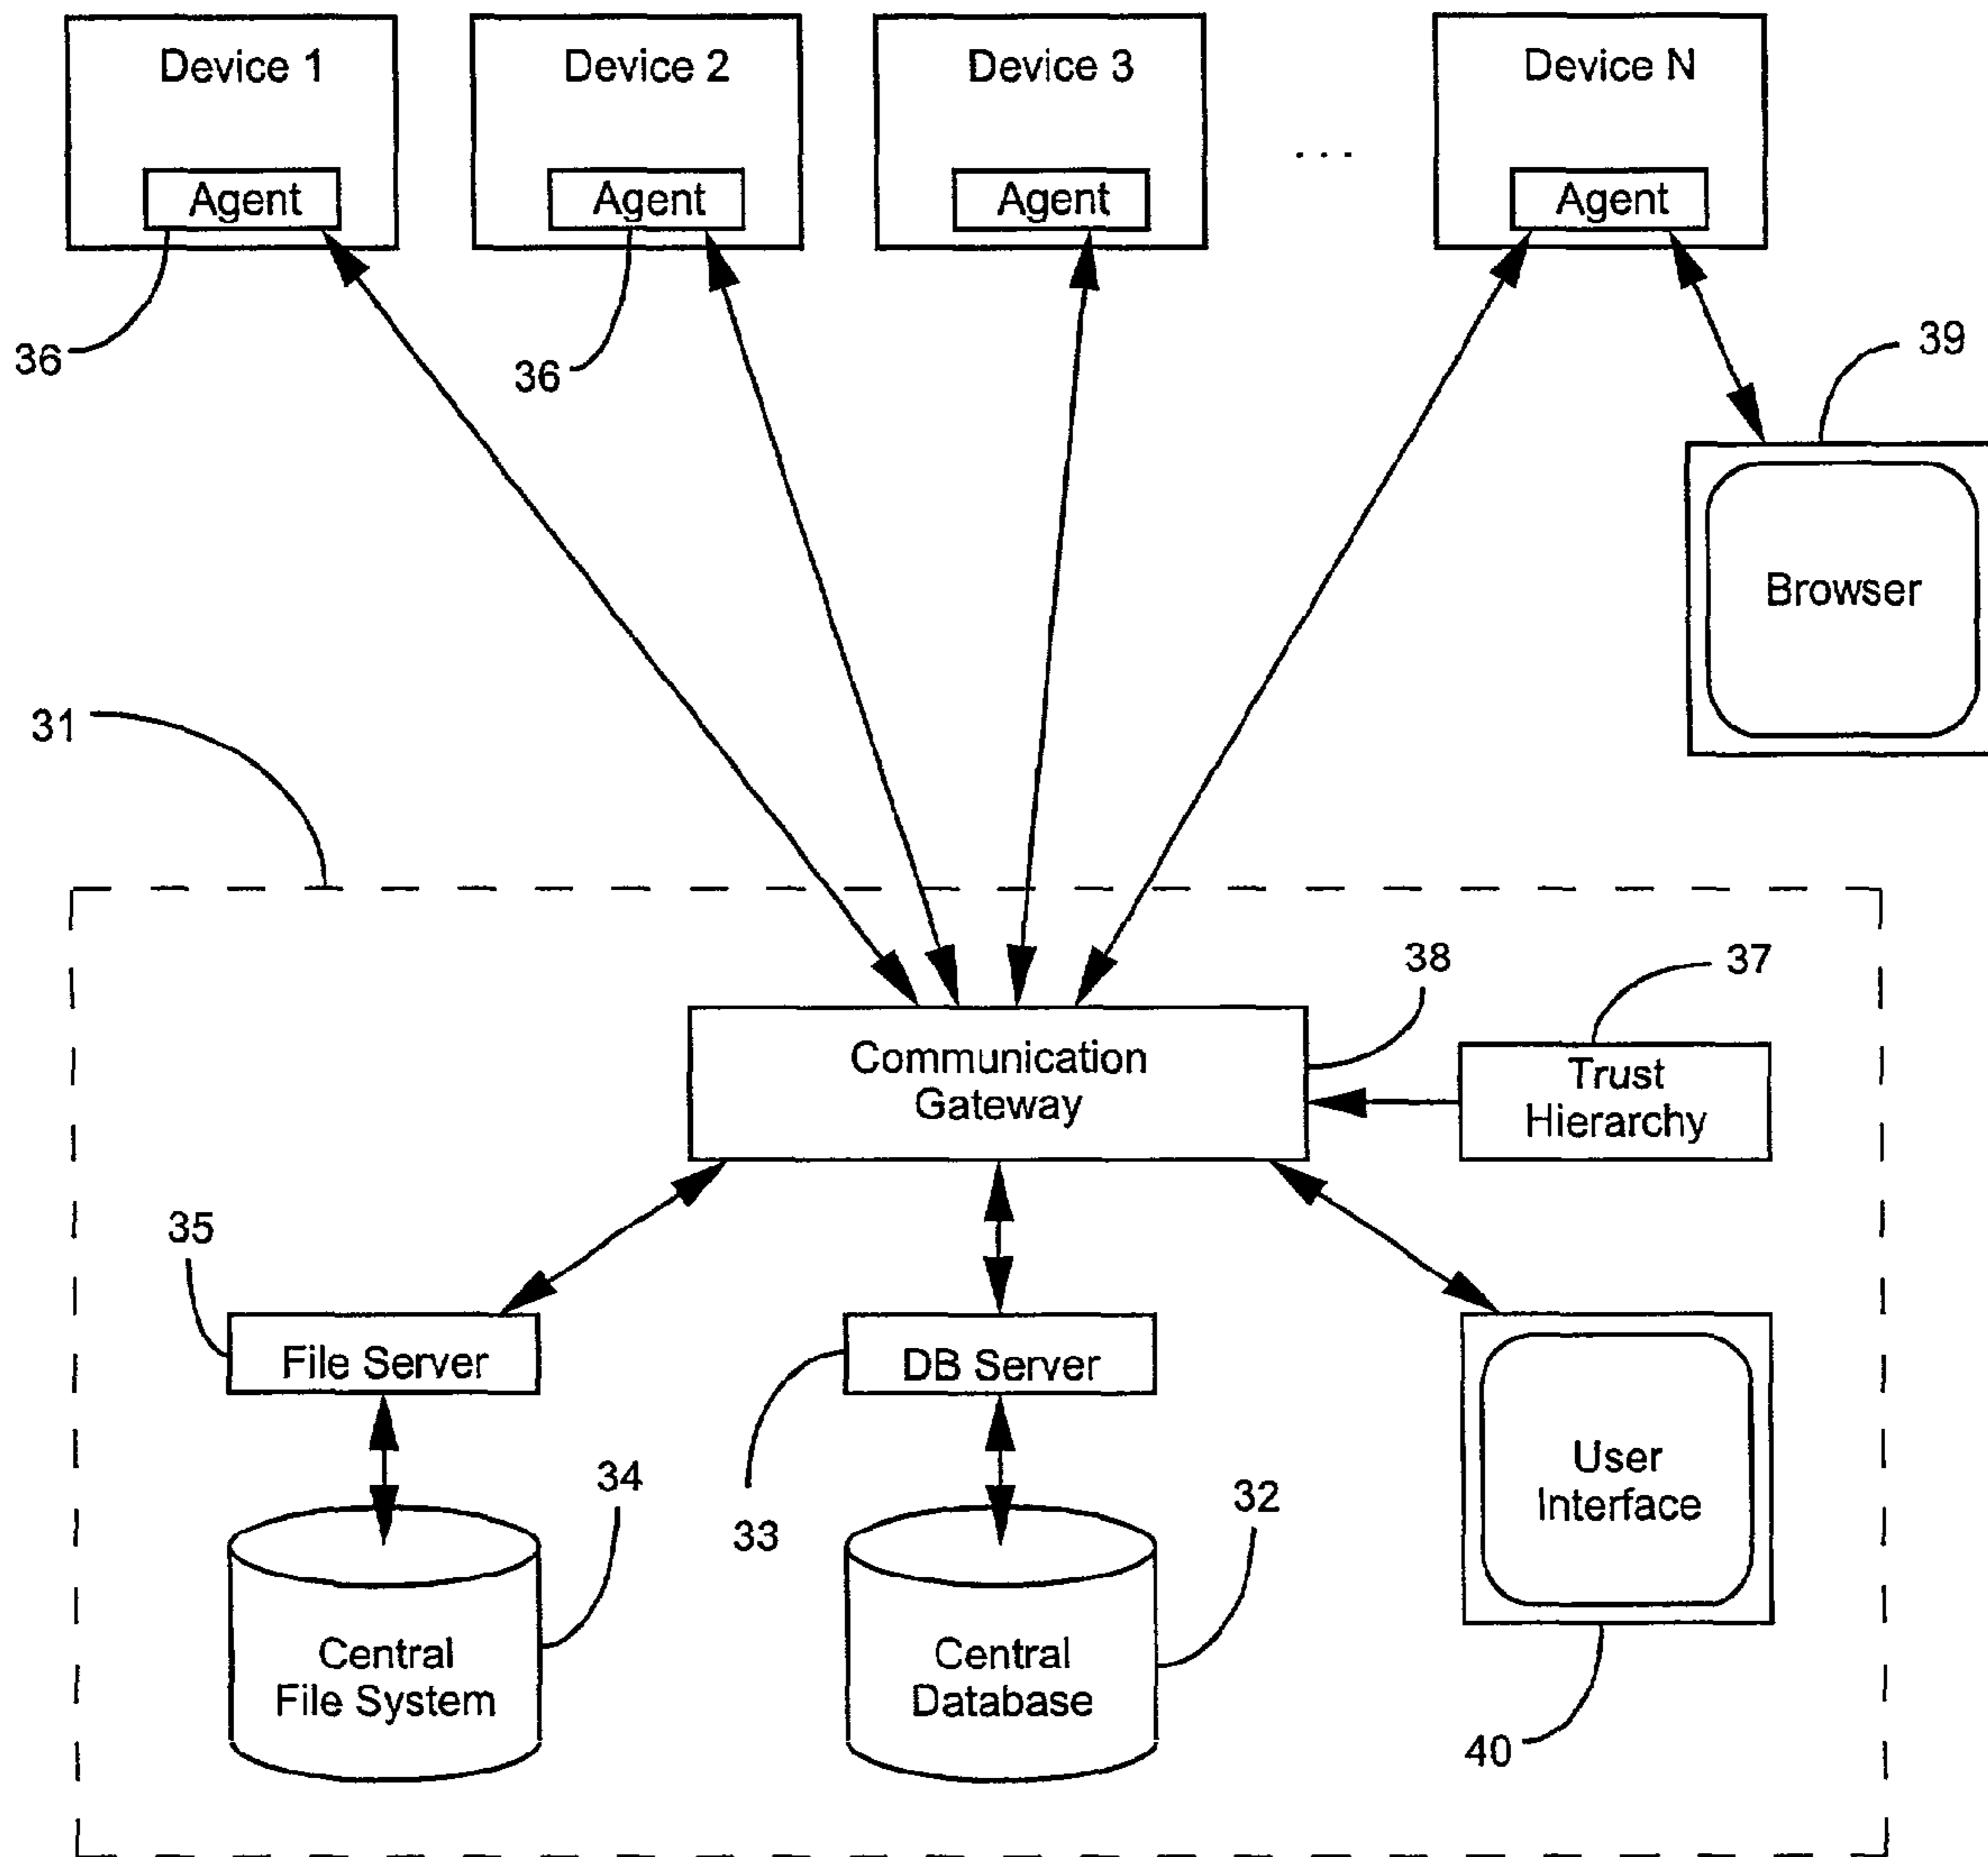 Device 1
Device 2
Device 3
Device N
. . .
Agent
Agent
Agent
Agent
36
36
39
Browser
31
38
37
Communication
Gateway
Trust
Hierarchy
35
File Server
DB Server
33
34
32
User
Interface
Central
File System
Central
Database
40